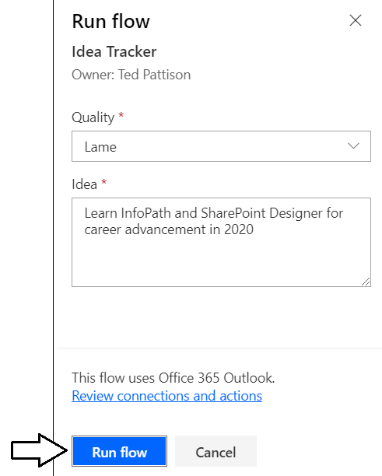 Run flow
Idea Tracker
Owner: Ted Pattison
Quality *
Lame
Idea *
Learn InfoPath and SharePoint Designer for
career advancement in 2020
This flow uses Office 365 Outlook.
Review connections and actions
Run flow
Cancel